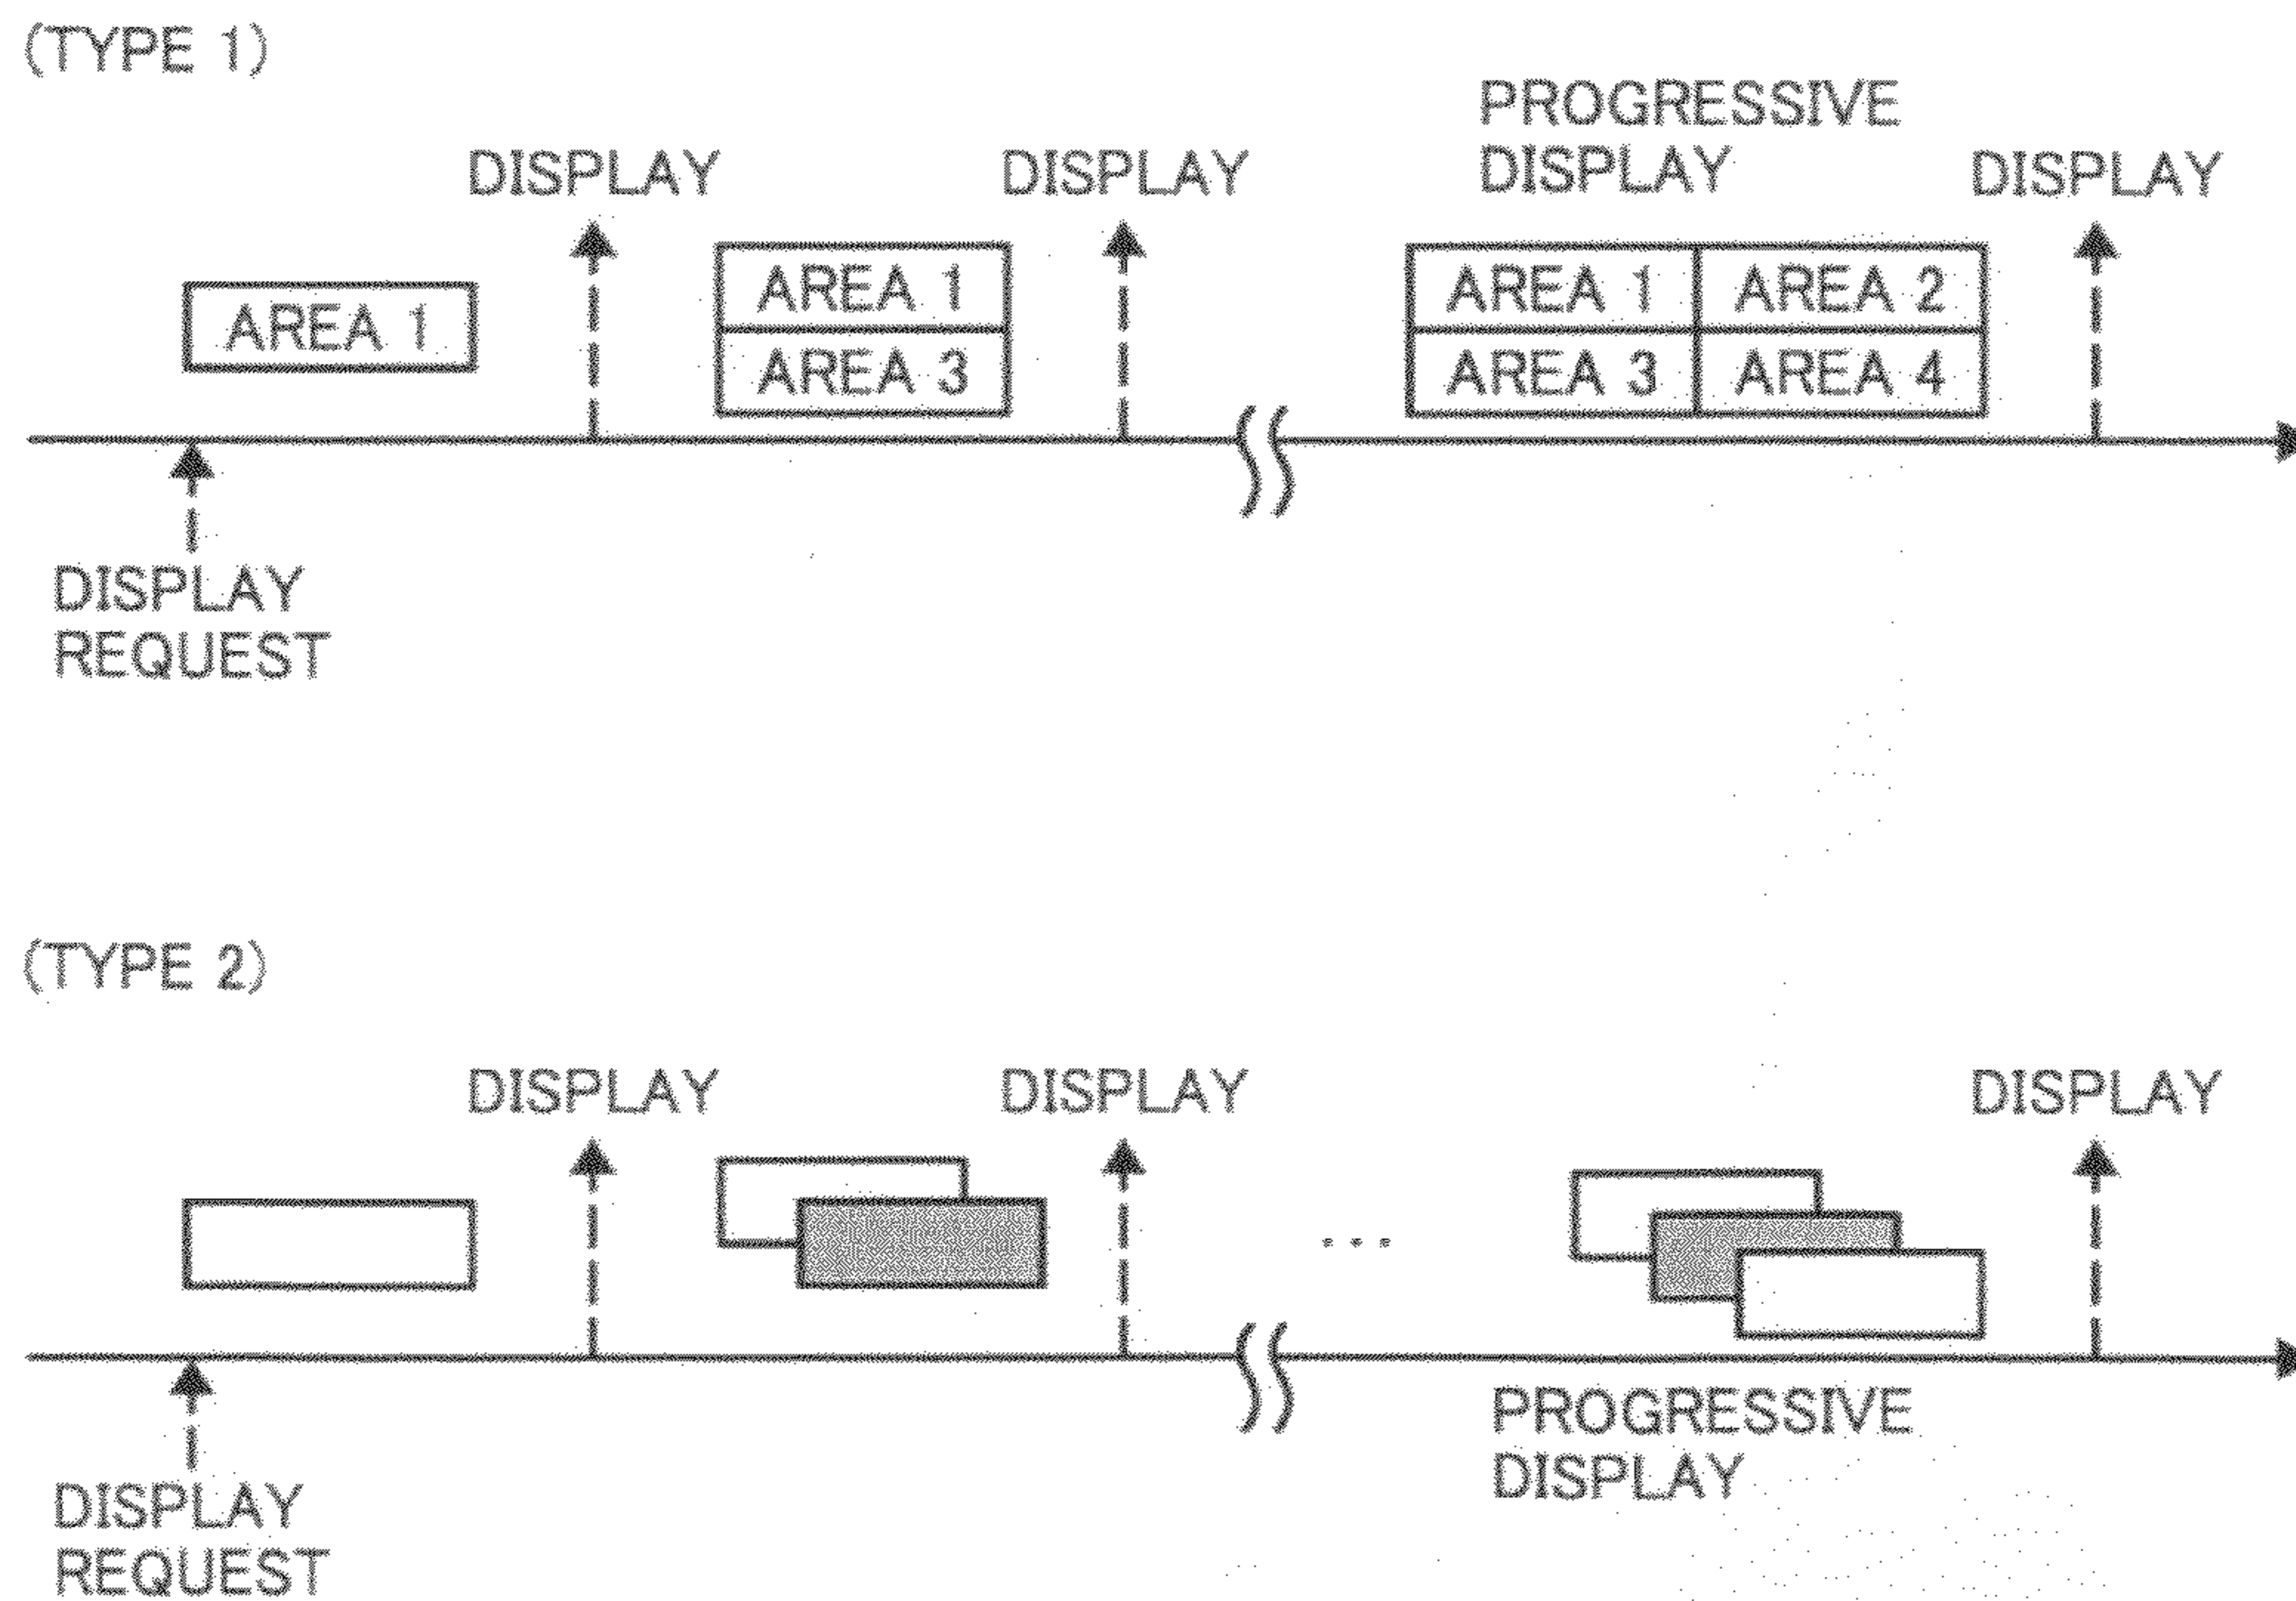 (TYPE 1)
PROGRESSIVE
DISPLAY
DISPLAY DISPLAY DISPLAY
AREA 1
AREA 1
AREA 3
AREA 1 AREA 2
AREA 3 AREA 4
DISPLAY
REQUEST
(TYPE 2)
DISPLAY DISPLAY DISPLAY
...
PROGRESSIVE
DISPLAY
DISPLAY
REQUEST